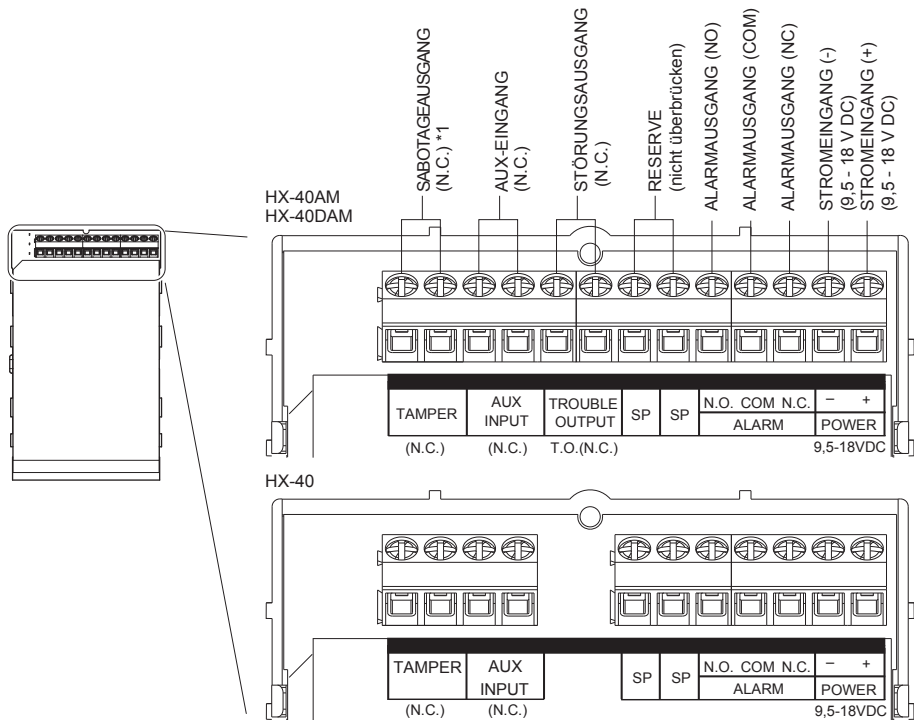 SABOTAGEAUSGANG
(N.C.) *1
AUX-EINGANG
(N.C.)
STÖRUNGSAUSGANG
(N.C.)
RESERVE
(nicht überbrücken)
ALARMAUSGANG (NO)
ALARMAUSGANG (COM)
ALARMAUSGANG (NC)
STROMEINGANG (-)
(9,5 - 18 V DC)
STROMEINGANG (+)
(9,5 - 18 V DC)
HX-40AM
HX-40DAM
TAMPER
(N.C.)
AUX
INPUT
(N.C.)
TROUBLE
OUTPUT
T.O.(N.C.)
SP
SP
N.O. COM N.C.
ALARM
− +
POWER
9,5-18VDC
HX-40
TAMPER
(N.C.)
AUX
INPUT
(N.C.)
SP
SP
N.O. COM N.C.
ALARM
− +
POWER
9,5-18VDC